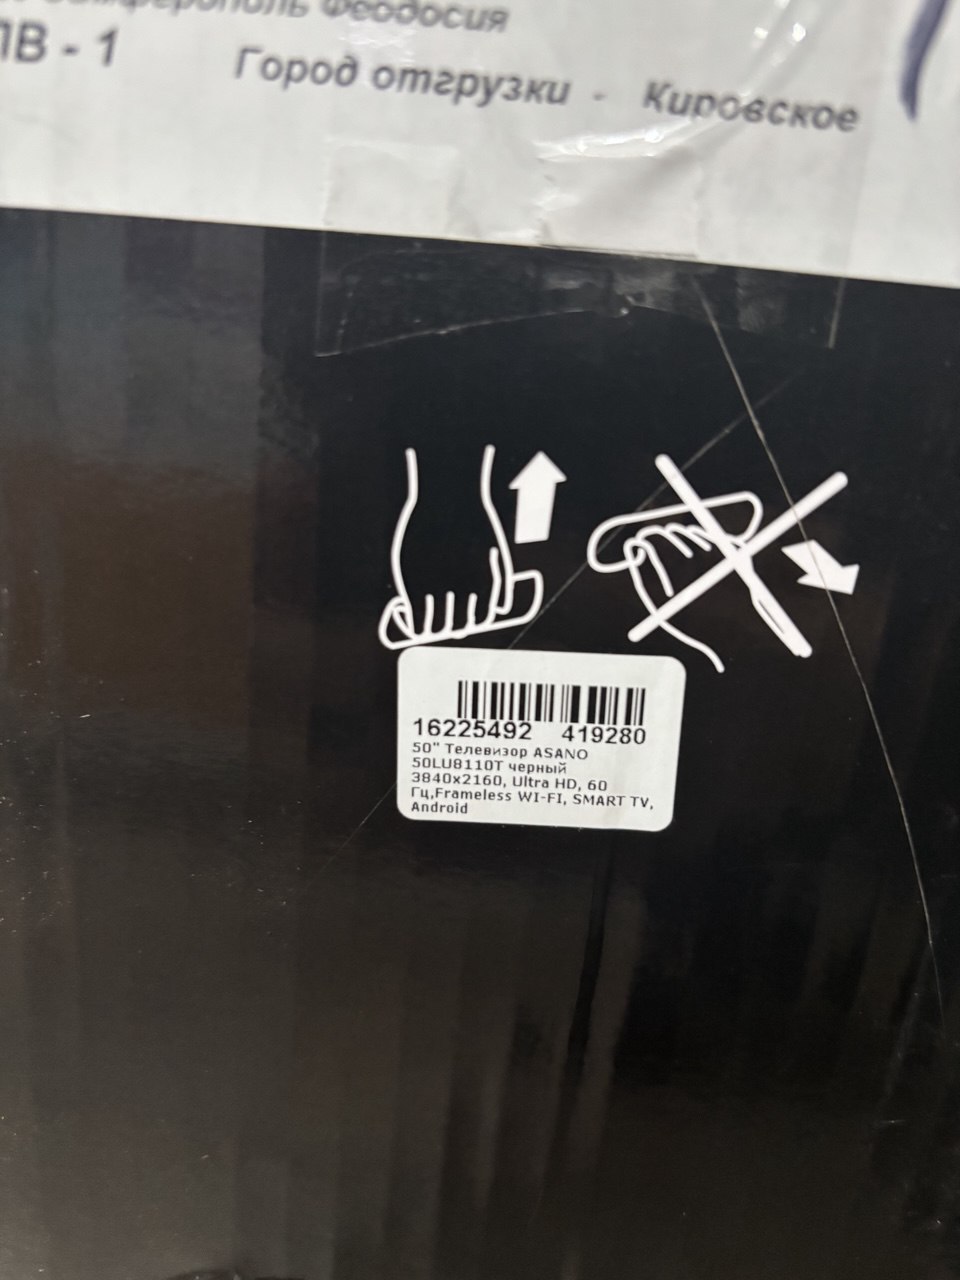 Феодосия
ПВ - 1 Город отгрузки - Кировское
16225492 419280
50" Телевизор ASANO
50LU8110T черный
3840x2160, Ultra HD, 60
Гц,Frameless WI-FI, SMART TV,
Android